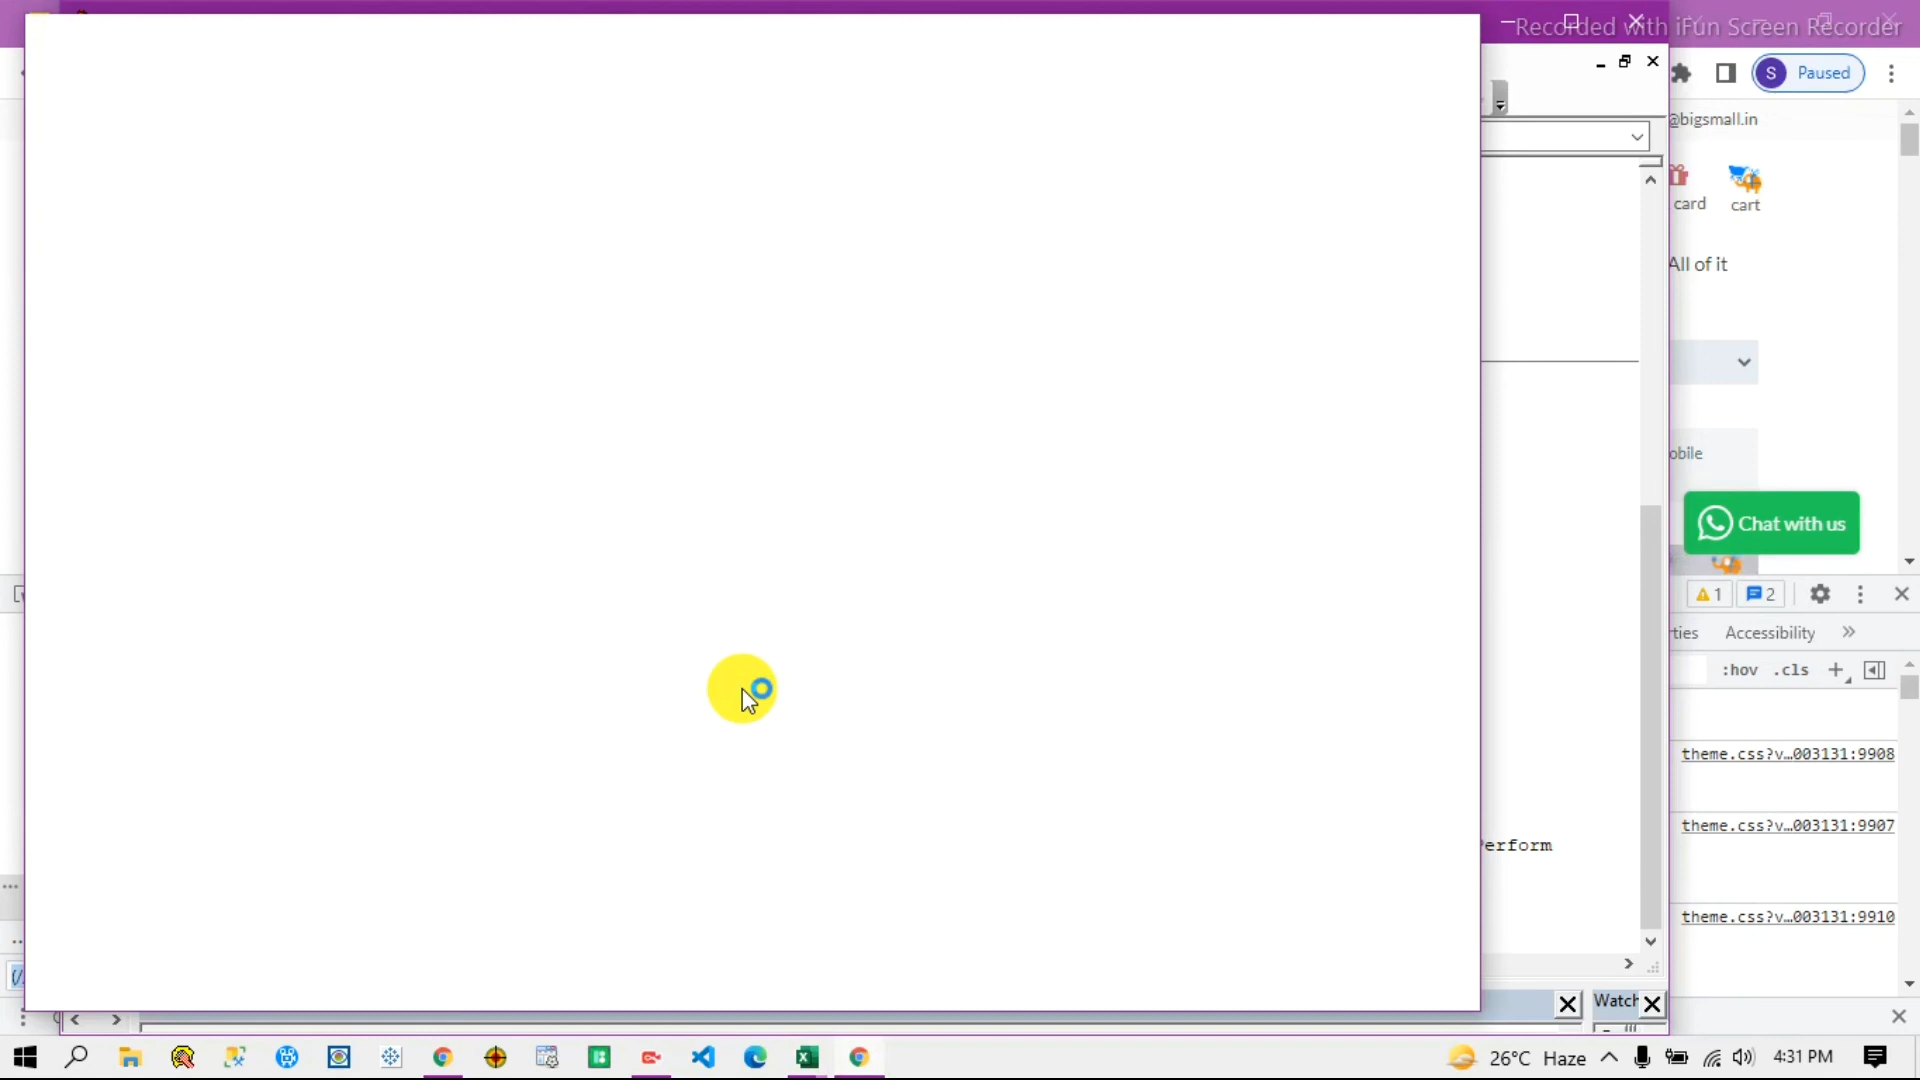 Recorded with iFun Screen Recorder
S Paused
@bigsmall.in
card cart
All of it
obile
Chat with us
1 2
rties Accessibility »
:hov .cls +
theme.css?v…003131:9908
theme.css?v…003131:9907
erform
theme.css?v…003131:9910
Watch
26°C Haze 4:31 PM